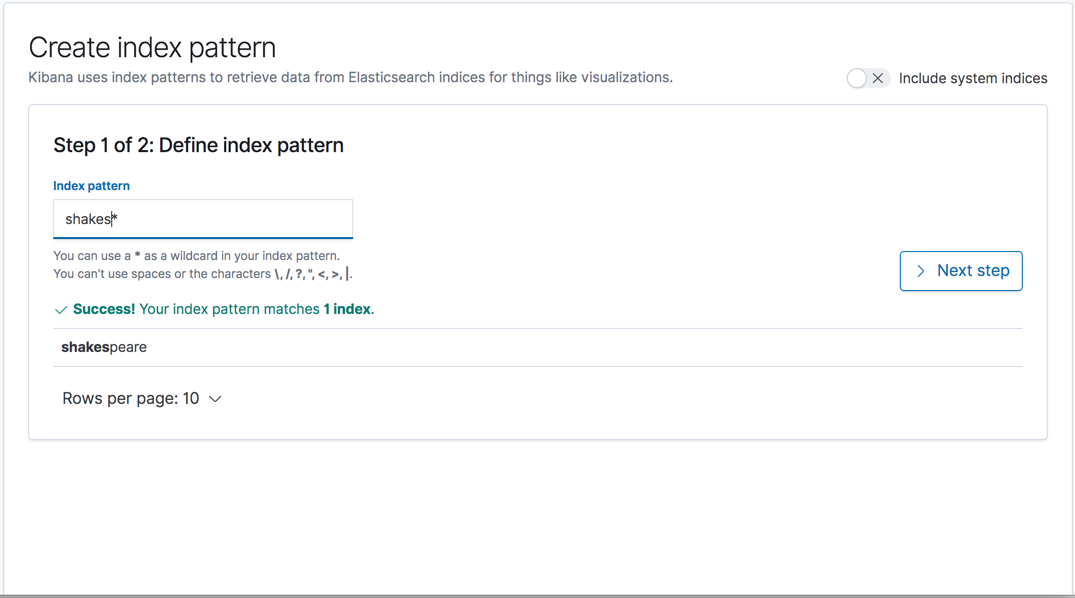 Create index pattern
Kibana uses index patterns to retrieve data from Elasticsearch indices for things like visualizations.
Include system indices
Step 1 of 2: Define index pattern
Index pattern
shakes*
You can use a * as a wildcard in your index pattern.
You can't use spaces or the characters \, /, ?, ", <, >, |.
Next step
Success! Your index pattern matches 1 index.
shakespeare
Rows per page: 10